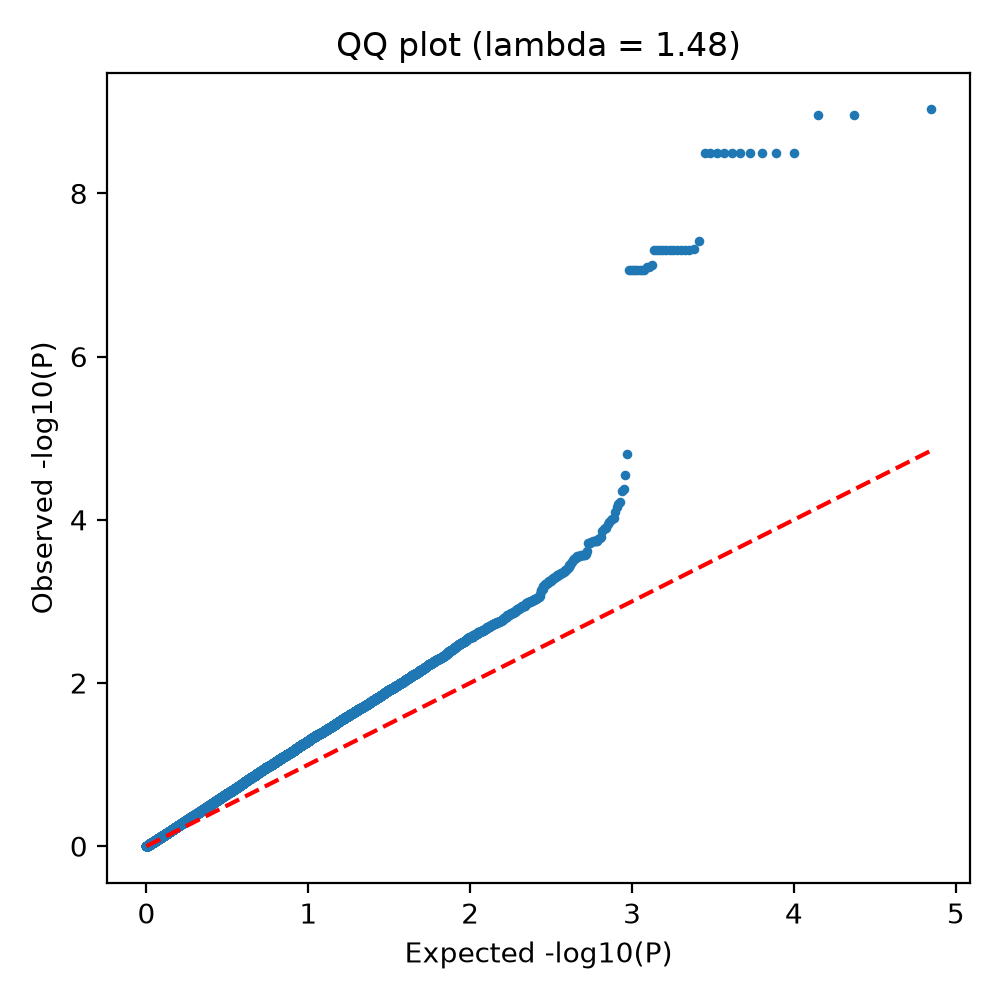 QQ plot (lambda = 1.48)
Observed -log10(P)
8
6
4
2
0
0 1 2 3 4 5
Expected -log10(P)